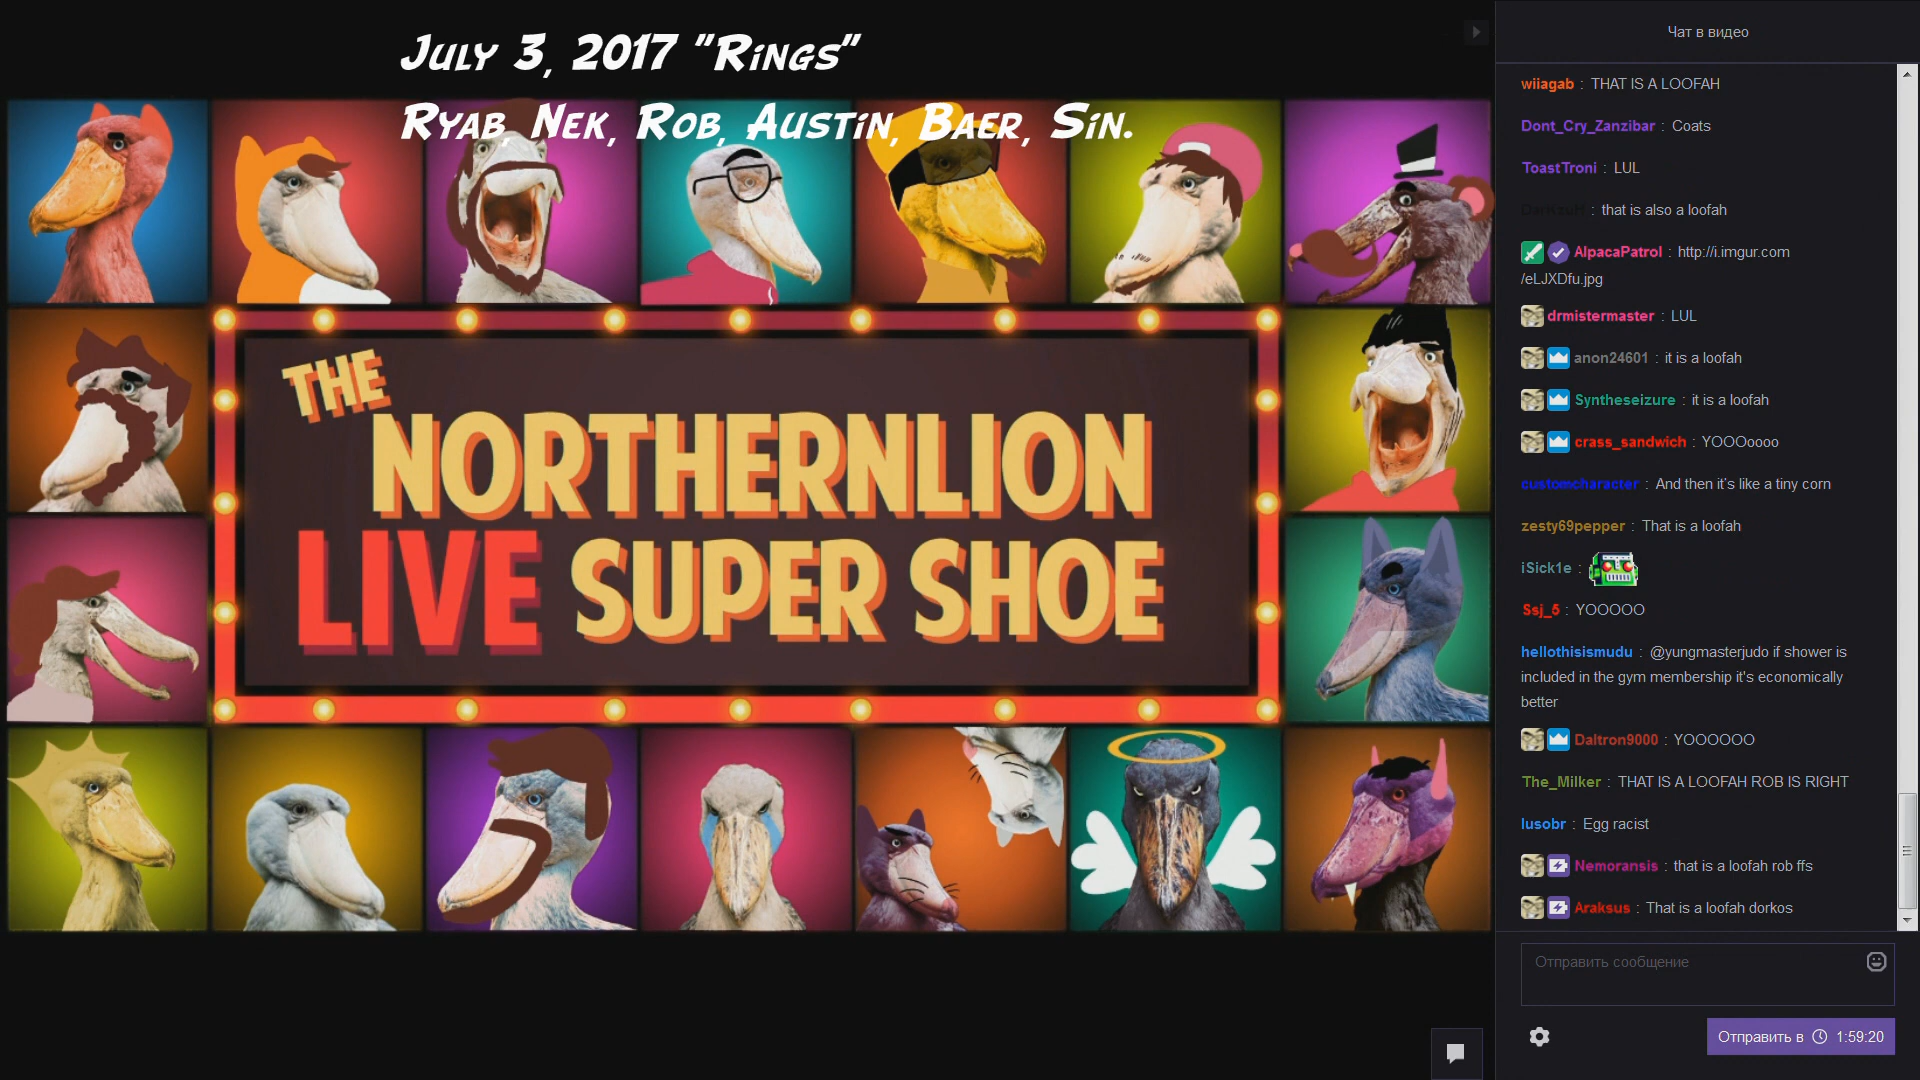 July 3, 2017 "Rings"
Ryab, Nek, Rob, Austin, Baer, Sin.
THE
NORTHERNLION
LIVE SUPER SHOE
Чат в видео
wiiagab : THAT IS A LOOFAH
Dont_Cry_Zanzibar : Coats
ToastTroni : LUL
: that is also a loofah
AlpacaPatrol : http://i.imgur.com
/eLJXDfu.jpg
drmistermaster : LUL
anon24601 : it is a loofah
Syntheseizure : it is a loofah
crass_sandwich : YOOOoooo
customcharacter : And then it's like a tiny corn
zesty69pepper : That is a loofah
iSick1e :
Ssj_5 : YOOOOO
hellothisismudu : @yungmasterjudo if shower is
included in the gym membership it's economically
better
Daltron9000 : YOOOOOO
The_Milker : THAT IS A LOOFAH ROB IS RIGHT
lusobr : Egg racist
Nemoransis : that is a loofah rob ffs
Araksus : That is a loofah dorkos
Отправить сообщение
Отправить в 1:59:20